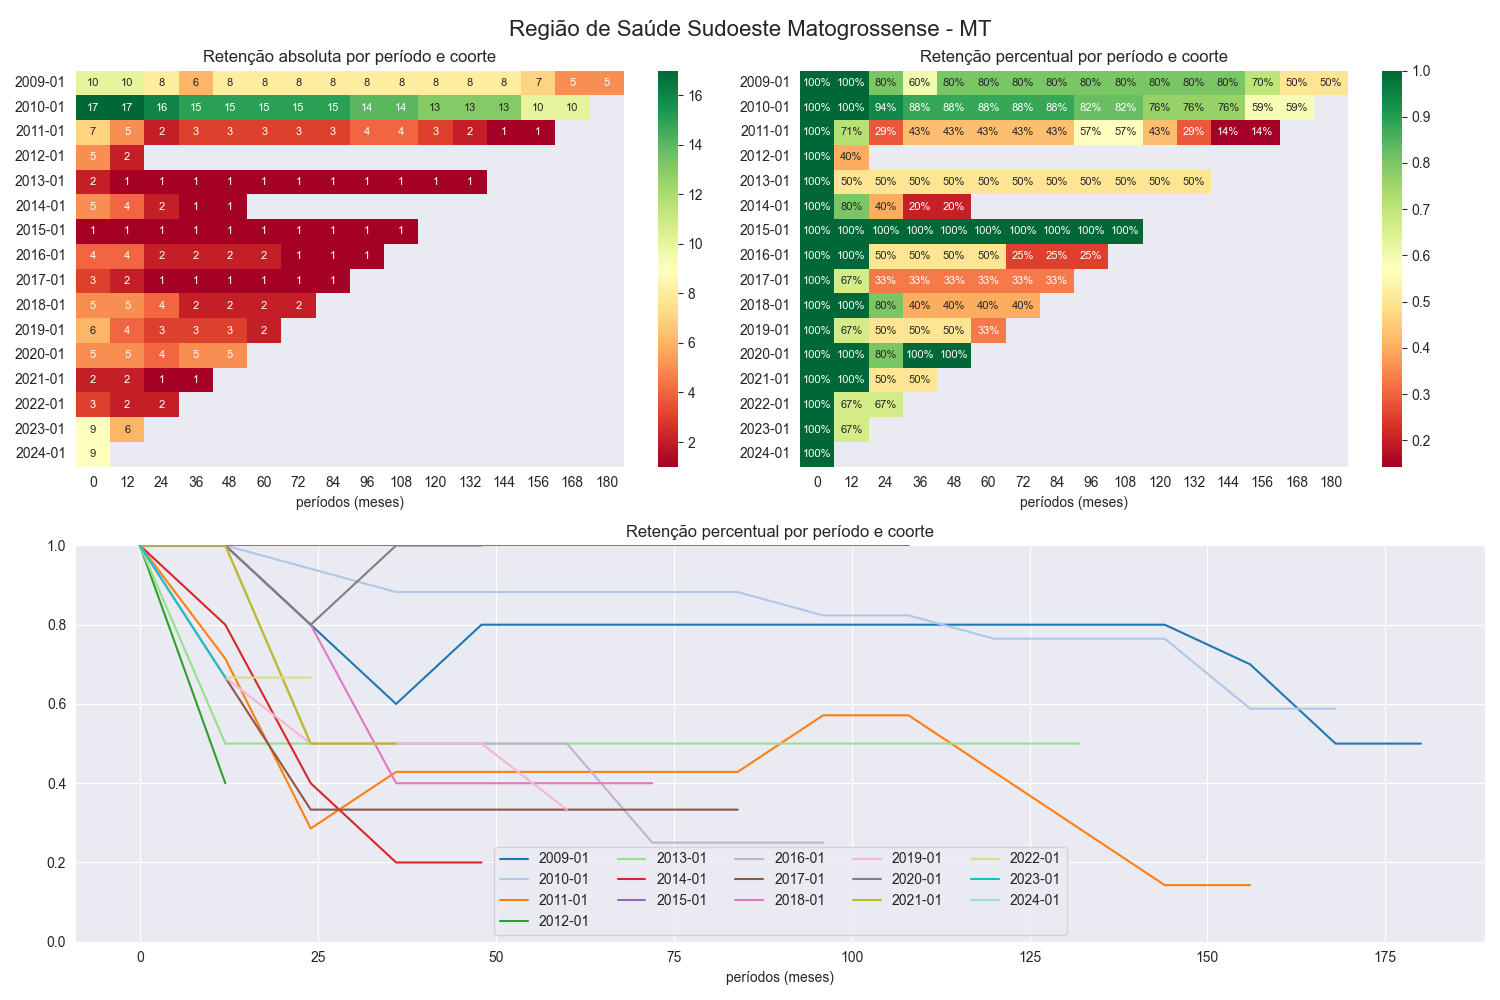 Região de Saúde Sudoeste Matogrossense - MT
Retenção absoluta por período e coorte
2009-01 10 10 8 6 8 8 8 8 8 8 8 8 8 7 5 5
2010-01 17 17 16 15 15 15 15 15 14 14 13 13 13 10 10
2011-01 7 5 2 3 3 3 3 3 4 4 3 2 1 1
2012-01 5 2
2013-01 2 1 1 1 1 1 1 1 1 1 1 1
2014-01 5 4 2 1 1
2015-01 1 1 1 1 1 1 1 1 1 1
2016-01 4 4 2 2 2 2 1 1 1
2017-01 3 2 1 1 1 1 1 1
2018-01 5 5 4 2 2 2 2
2019-01 6 4 3 3 3 2
2020-01 5 5 4 5 5
2021-01 2 2 1 1
2022-01 3 2 2
2023-01 9 6
2024-01 9
0 12 24 36 48 60 72 84 96 108 120 132 144 156 168 180
períodos (meses)
16
14
12
10
8
6
4
2
Retenção percentual por período e coorte
2009-01 100% 100% 80% 60% 80% 80% 80% 80% 80% 80% 80% 80% 80% 70% 50% 50%
2010-01 100% 100% 94% 88% 88% 88% 88% 88% 82% 82% 76% 76% 76% 59% 59%
2011-01 100% 71% 29% 43% 43% 43% 43% 43% 57% 57% 43% 29% 14% 14%
2012-01 100% 40%
2013-01 100% 50% 50% 50% 50% 50% 50% 50% 50% 50% 50% 50%
2014-01 100% 80% 40% 20% 20%
2015-01 100% 100% 100% 100% 100% 100% 100% 100% 100% 100%
2016-01 100% 100% 50% 50% 50% 50% 25% 25% 25%
2017-01 100% 67% 33% 33% 33% 33% 33% 33%
2018-01 100% 100% 80% 40% 40% 40% 40%
2019-01 100% 67% 50% 50% 50% 33%
2020-01 100% 100% 80% 100% 100%
2021-01 100% 100% 50% 50%
2022-01 100% 67% 67%
2023-01 100% 67%
2024-01 100%
0 12 24 36 48 60 72 84 96 108 120 132 144 156 168 180
períodos (meses)
1.0
0.9
0.8
0.7
0.6
0.5
0.4
0.3
0.2
Retenção percentual por período e coorte
1.0
0.8
0.6
0.4
0.2
0.0
2009-01 2013-01 2016-01 2019-01 2022-01
2010-01 2014-01 2017-01 2020-01 2023-01
2011-01 2015-01 2018-01 2021-01 2024-01
2012-01
0 25 50 75 100 125 150 175
períodos (meses)